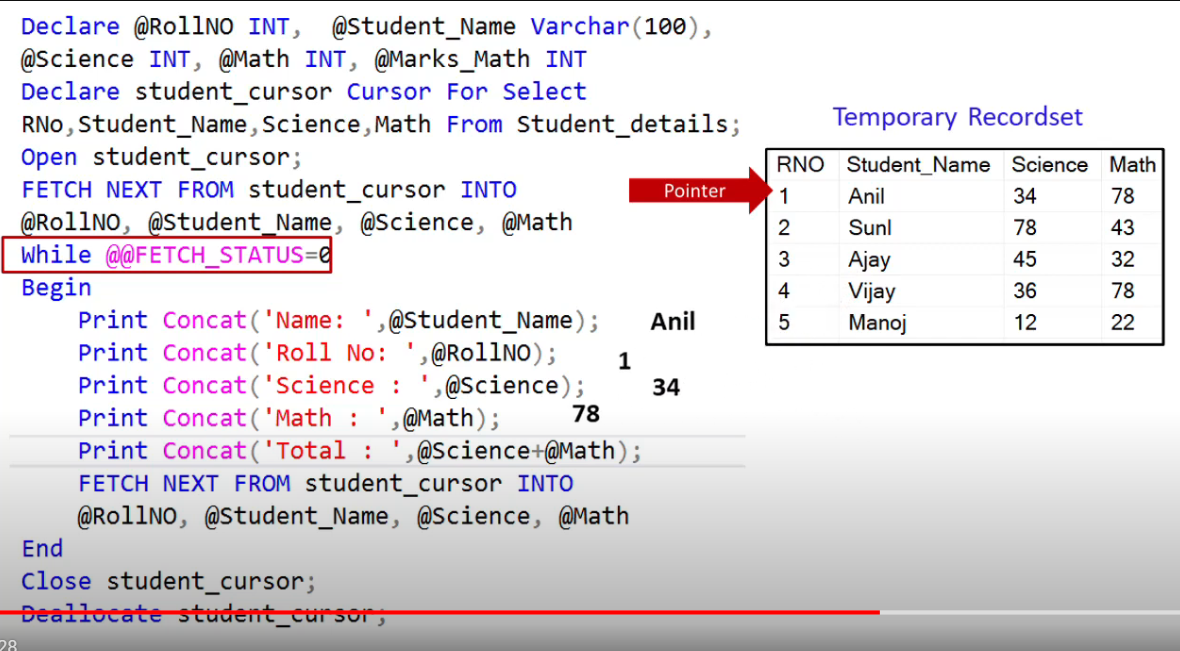 Declare @RollNO INT,  @Student_Name Varchar(100),
@Science INT, @Math INT, @Marks_Math INT
Declare student_cursor Cursor For Select
RNo,Student_Name,Science,Math From Student_details;
Open student_cursor;
FETCH NEXT FROM student_cursor INTO
@RollNO, @Student_Name, @Science, @Math
While @@FETCH_STATUS=0
Begin
Print Concat('Name: ',@Student_Name); Anil
Print Concat('Roll No: ',@RollNO); 1
Print Concat('Science : ',@Science); 34
Print Concat('Math : ',@Math); 78
Print Concat('Total : ',@Science+@Math);
FETCH NEXT FROM student_cursor INTO
@RollNO, @Student_Name, @Science, @Math
End
Close student_cursor;
Deallocate student_cursor;
Temporary Recordset
Pointer
RNO Student_Name Science Math
1 Anil 34 78
2 Sunl 78 43
3 Ajay 45 32
4 Vijay 36 78
5 Manoj 12 22
28